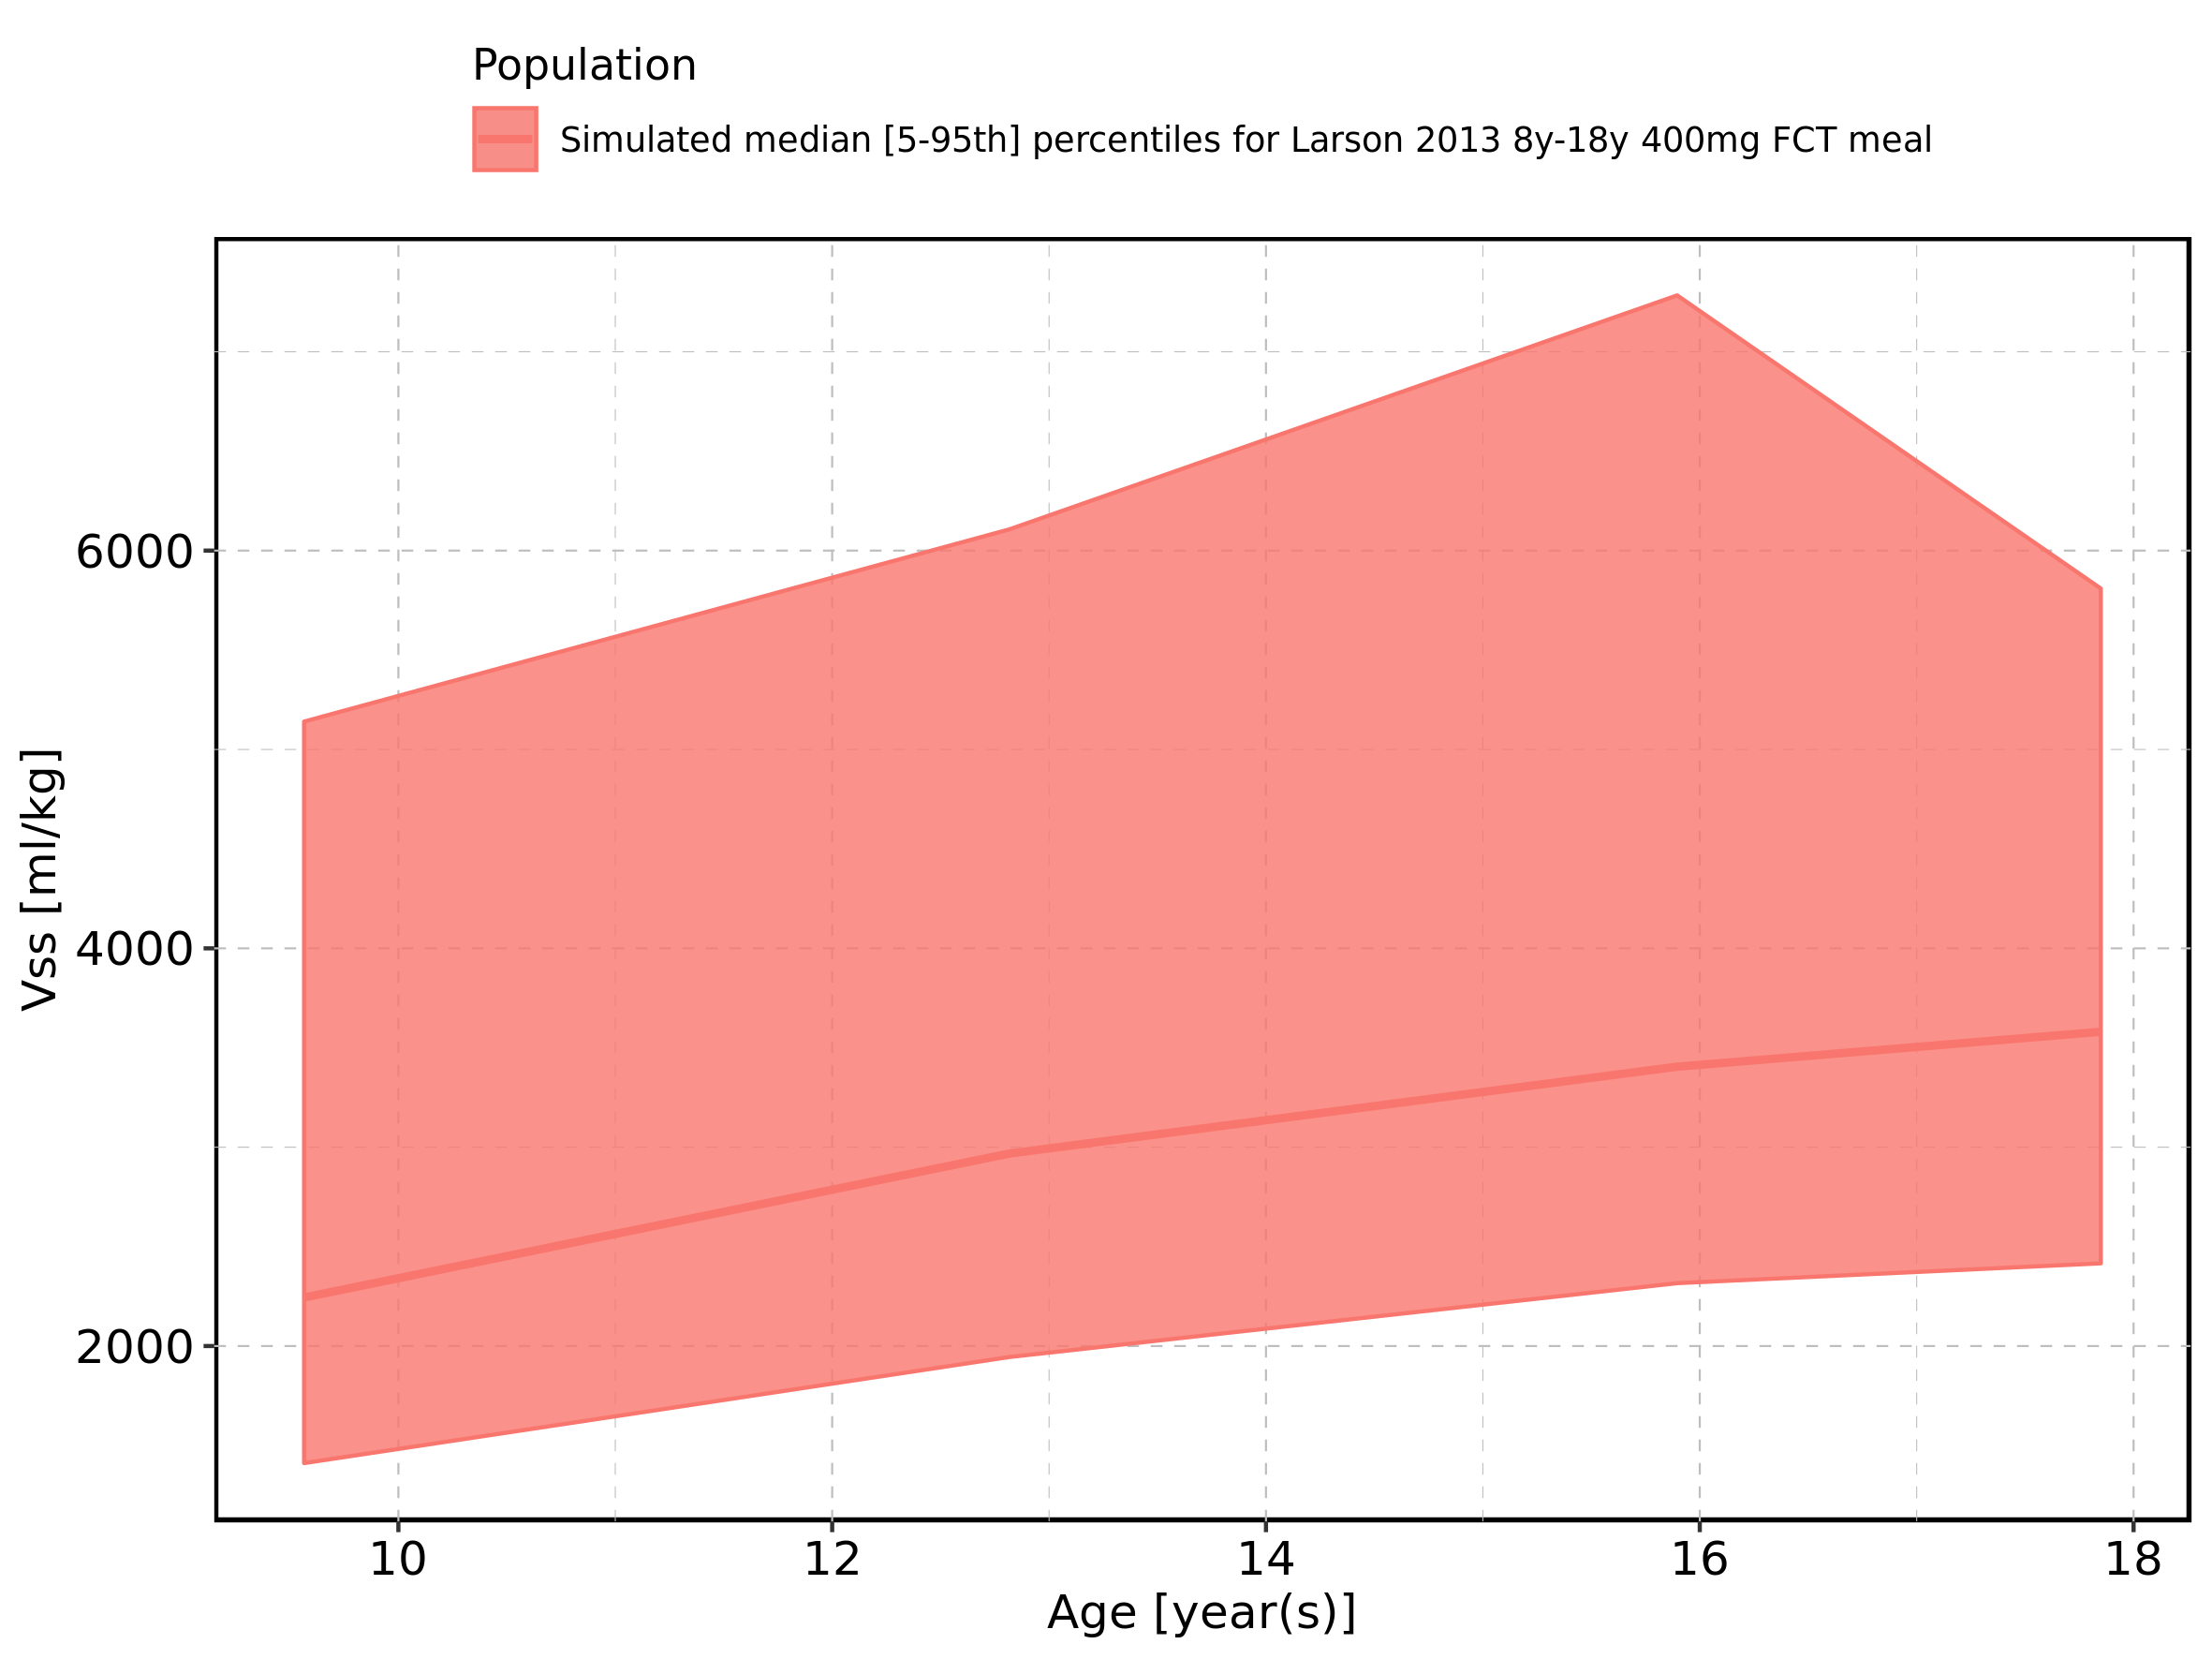 Population
Simulated median [5-95th] percentiles for Larson 2013 8y-18y 400mg FCT meal
Vss [ml/kg]
6000
4000
2000
10 12 14 16 18
Age [year(s)]